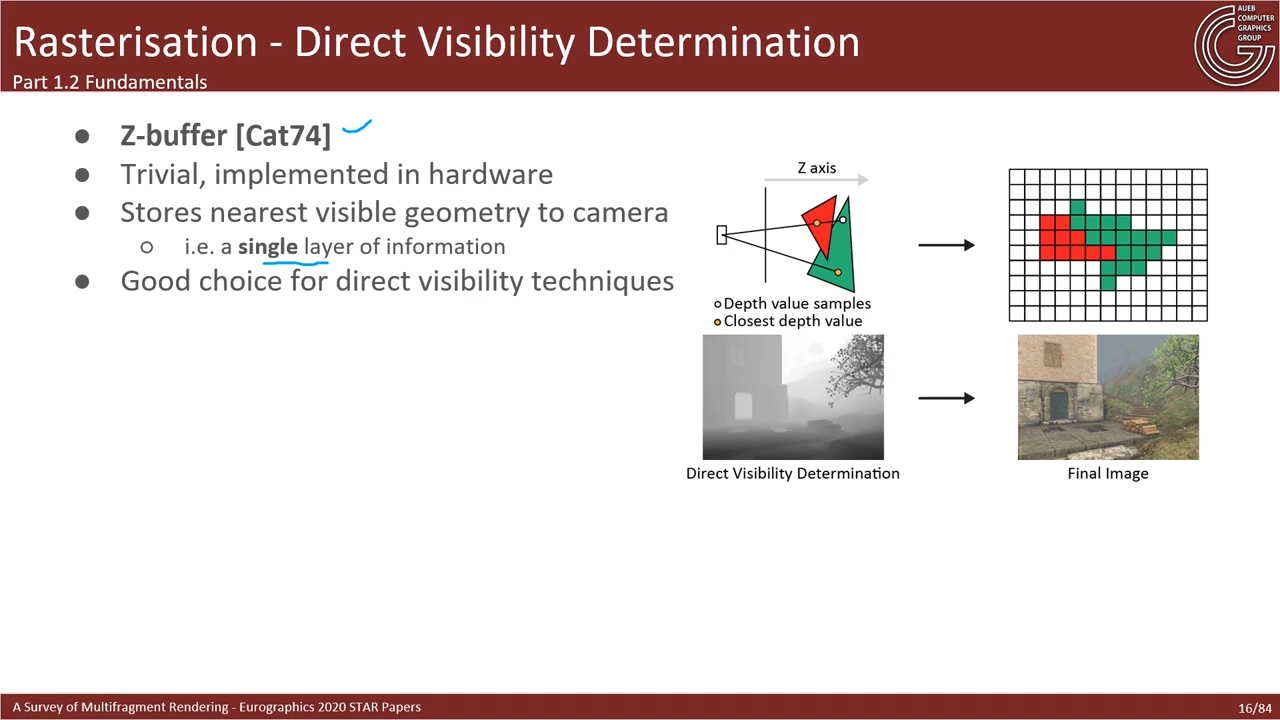 Rasterisation - Direct Visibility Determination
Part 1.2 Fundamentals
AUEB
COMPUTER
GRAPHICS
GROUP
● Z-buffer [Cat74]
● Trivial, implemented in hardware
● Stores nearest visible geometry to camera
○ i.e. a single layer of information
● Good choice for direct visibility techniques
Z axis
Depth value samples
Closest depth value
Direct Visibility Determination
Final Image
A Survey of Multifragment Rendering - Eurographics 2020 STAR Papers
16/84